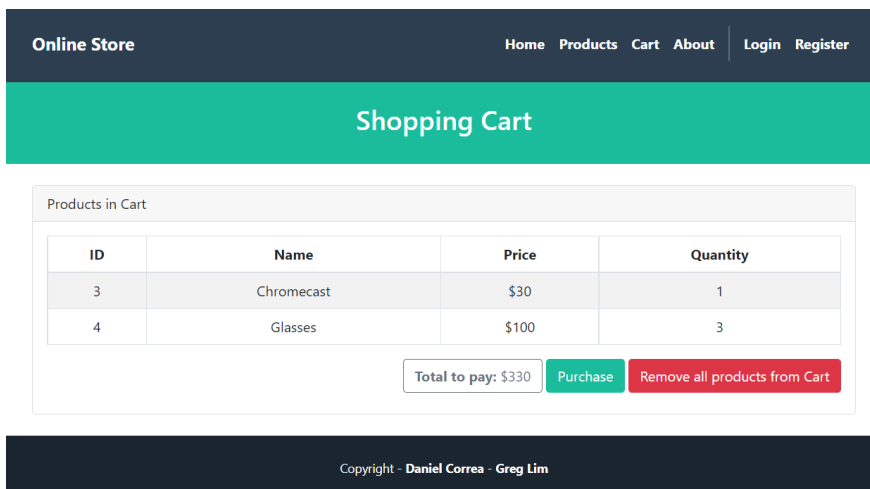 Online Store Home Products Cart About Login Register
Shopping Cart
Products in Cart
ID Name Price Quantity
3 Chromecast $30 1
4 Glasses $100 3
Total to pay: $330 Purchase Remove all products from Cart
Copyright - Daniel Correa - Greg Lim